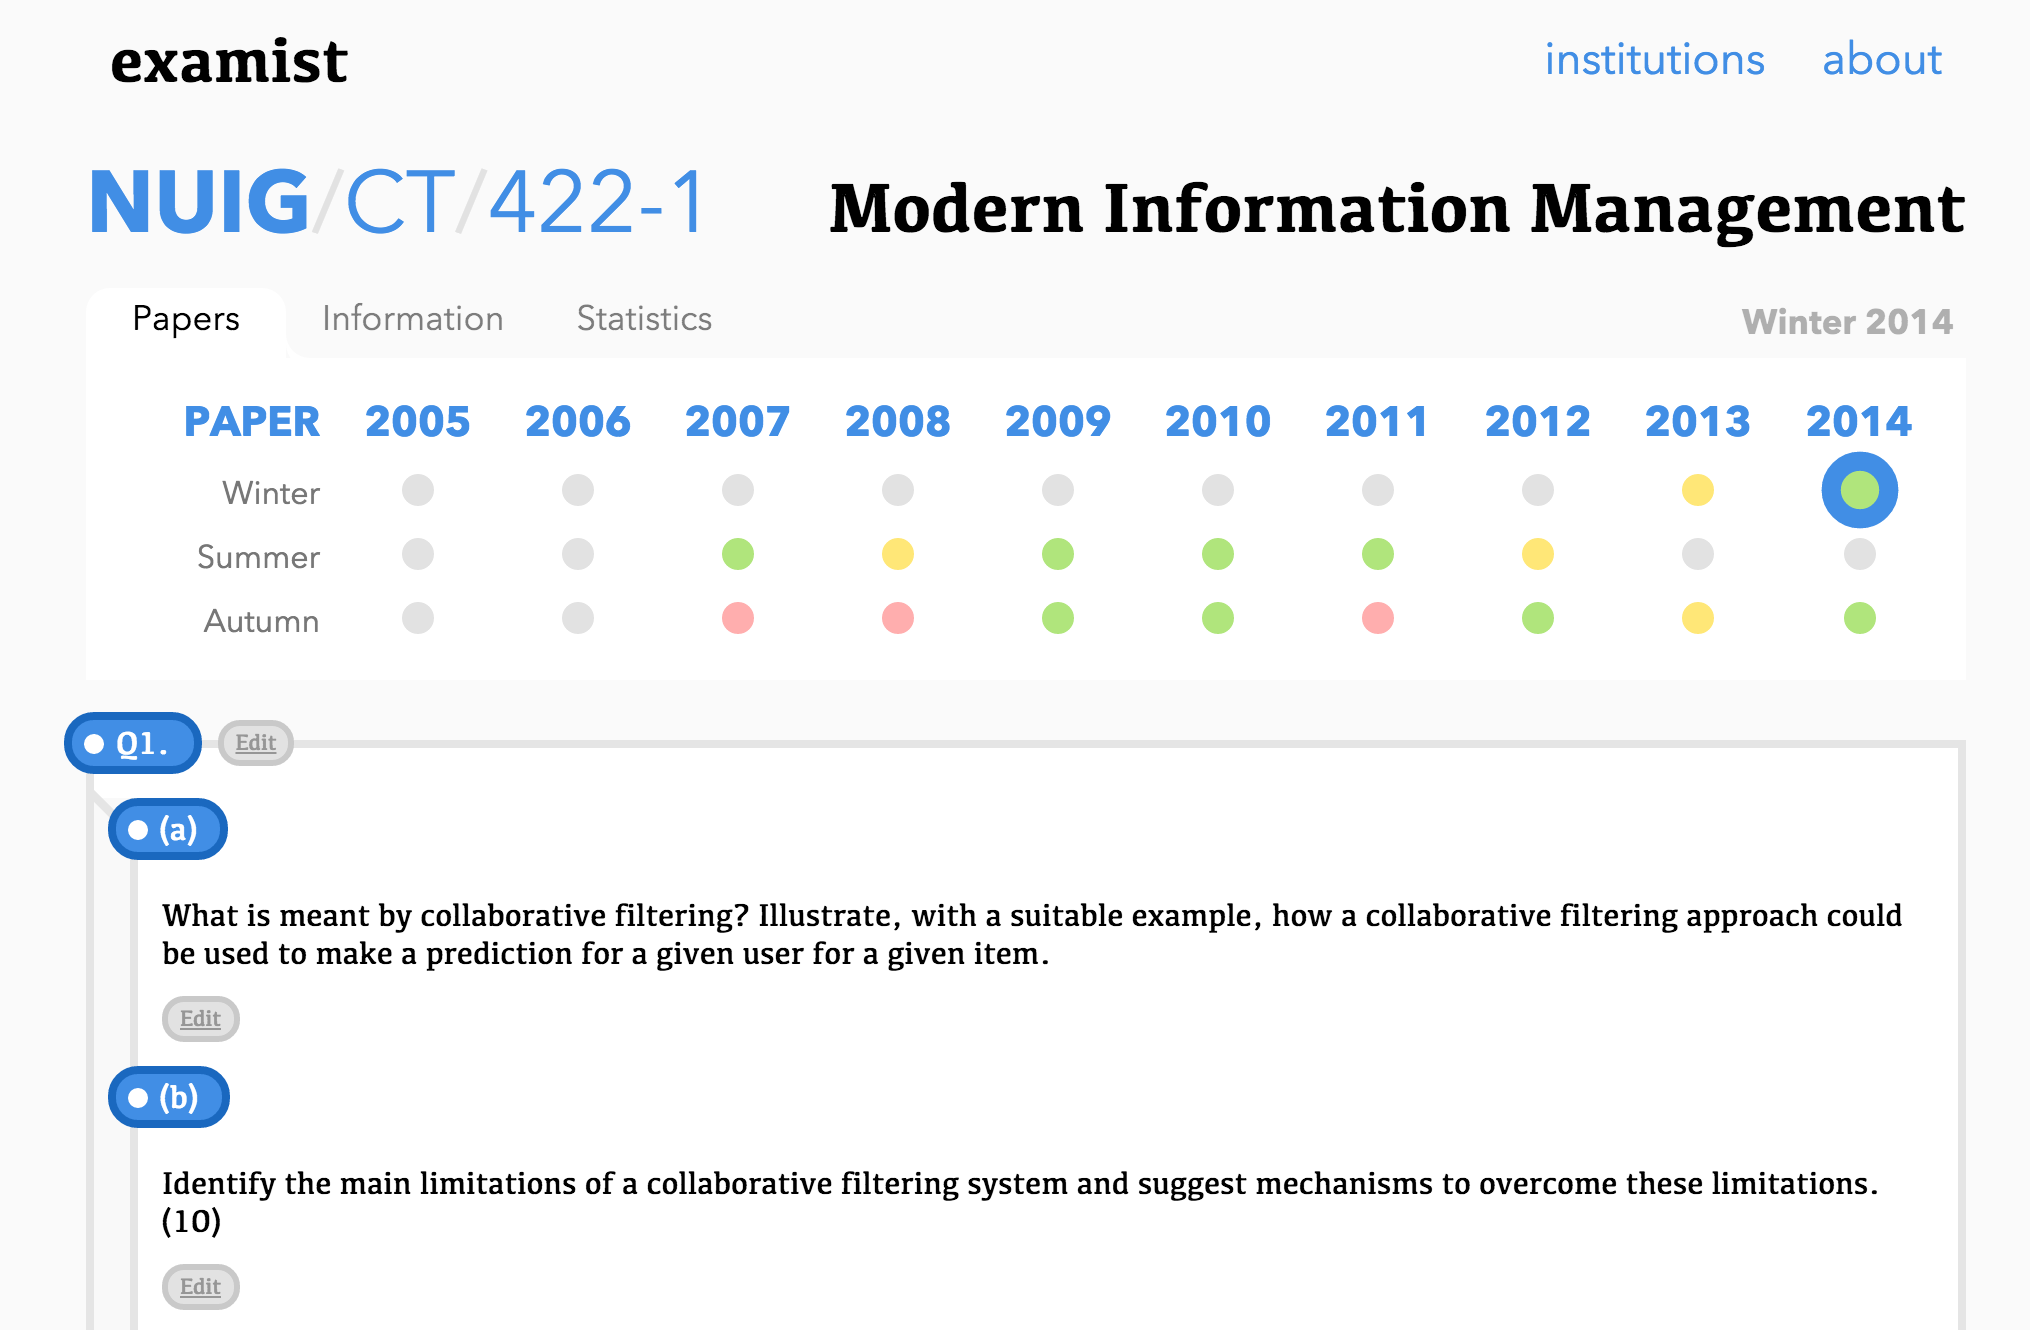 examist
institutions about
NUIG/CT/422-1 Modern Information Management
Papers Information Statistics Winter 2014
PAPER 2005 2006 2007 2008 2009 2010 2011 2012 2013 2014
Winter
Summer
Autumn
Q1. Edit
(a)
What is meant by collaborative filtering? Illustrate, with a suitable example, how a collaborative filtering approach could
be used to make a prediction for a given user for a given item.
Edit
(b)
Identify the main limitations of a collaborative filtering system and suggest mechanisms to overcome these limitations.
(10)
Edit